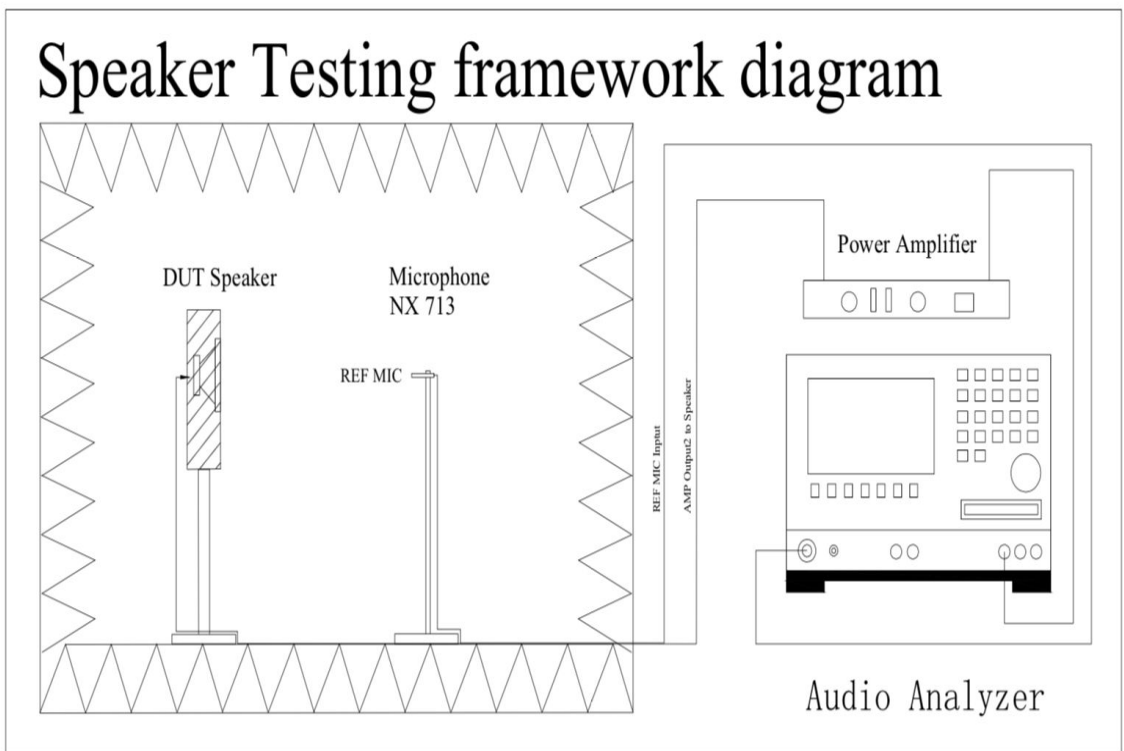 Speaker Testing framework diagram
Power Amplifier
DUT Speaker
Microphone
NX 713
REF MIC
REF MIC Inptut
AMP Output2 to Speaker
Audio Analyzer